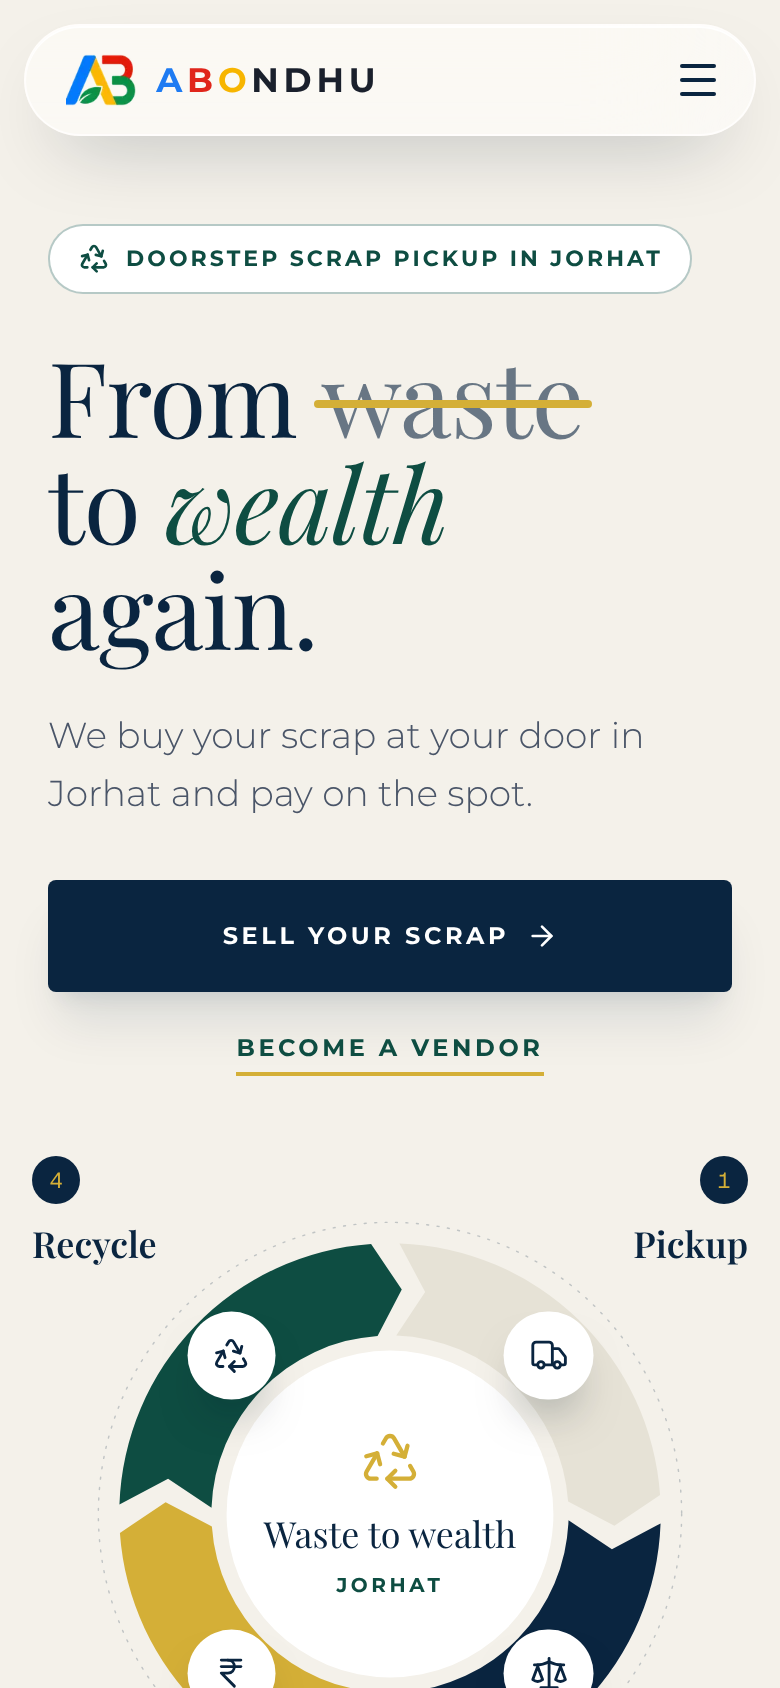 ABONDHU
DOORSTEP SCRAP PICKUP IN JORHAT
From waste
to wealth
again.
We buy your scrap at your door in
Jorhat and pay on the spot.
SELL YOUR SCRAP →
BECOME A VENDOR
4
Recycle
1
Pickup
Waste to wealth
JORHAT
₹